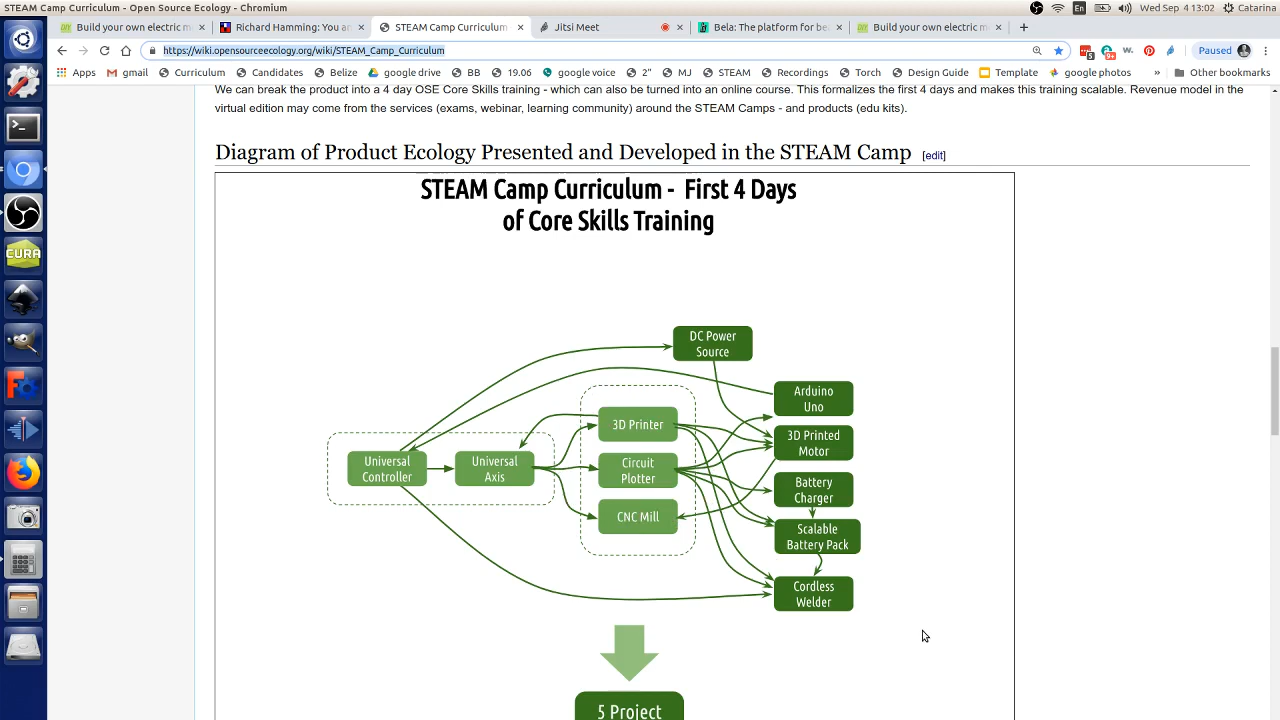 STEAM Camp Curriculum - Open Source Ecology - Chromium
En
Wed Sep 4 13:02
Catarina
Build your own electric m
Richard Hamming: You an
STEAM Camp Curriculum
Jitsi Meet
Belt: The platform for be
Build your own electric m
https://wiki.opensourceecology.org/wiki/STEAM_Camp_Curriculum
5
9+
W
Paused
Apps
gmail
Curriculum
Candidates
Belize
google drive
BB
19.06
google voice
2"
MJ
STEAM
Recordings
Torch
Design Guide
Template
google photos
»
Other bookmarks
We can break the product into a 4 day OSE Core Skills training - which can also be turned into an online course. This formalizes the first 4 days and makes this training scalable. Revenue model in the
virtual edition may come from the services (exams, webinar, learning community) around the STEAM Camps - and products (edu kits).
Diagram of Product Ecology Presented and Developed in the STEAM Camp [edit]
STEAM Camp Curriculum - First 4 Days
of Core Skills Training
DC Power
Source
Arduino
Uno
3D Printer
3D Printed
Motor
Universal
Controller
Universal
Axis
Circuit
Plotter
Battery
Charger
CNC Mill
Scalable
Battery Pack
Cordless
Welder
5 Project
CURA